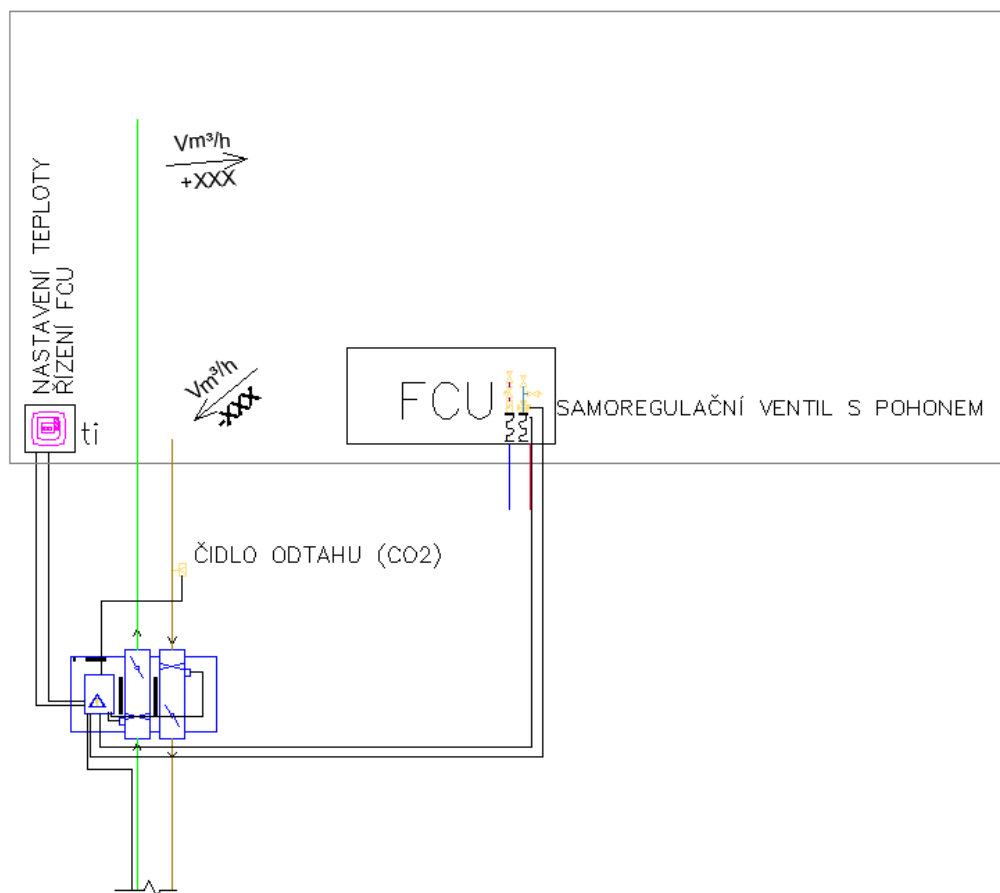 Vm³/h
+XXX
NASTAVENÍ TEPLOTY
ŘÍZENÍ FCU
Vm³/h
-XXX
ti
FCU
SAMOREGULAČNÍ VENTIL S POHONEM
ČIDLO ODTAHU (CO2)